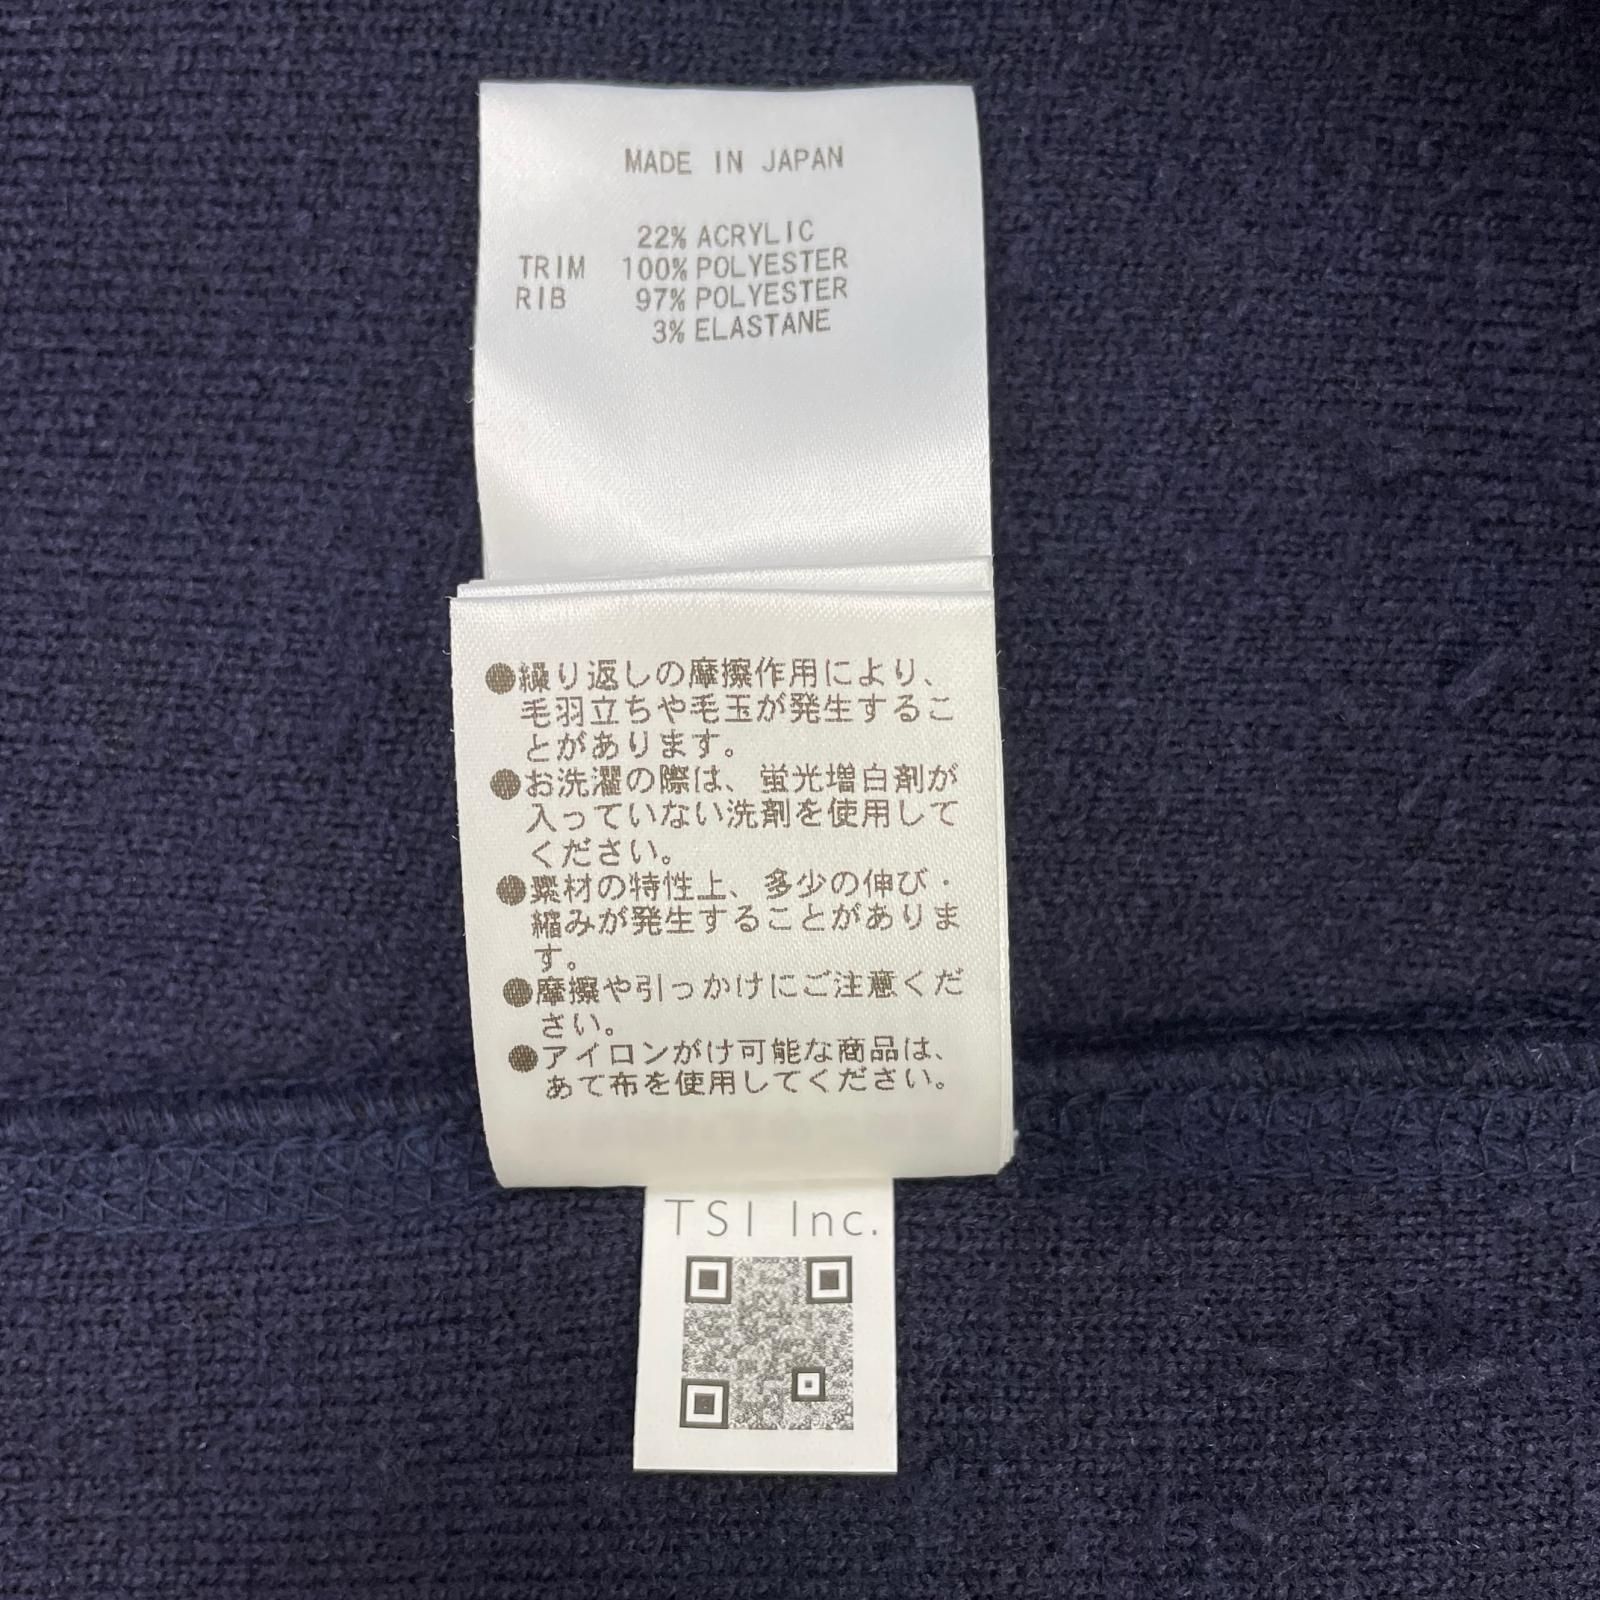 MADE IN JAPAN
22% ACRYLIC
TRIM 100% POLYESTER
RIB 97% POLYESTER
3% ELASTANE
●繰り返しの摩擦作用により、
毛羽立ちや毛玉が発生するこ
とがあります。
●お洗濯の際は、蛍光増白剤が
入っていない洗剤を使用して
ください。
●素材の特性上、多少の伸び・
縮みが発生することがありま
す。
●摩擦や引っかけにご注意くだ
さい。
●アイロンがけ可能な商品は、
あて布を使用してください。
TSI Inc.